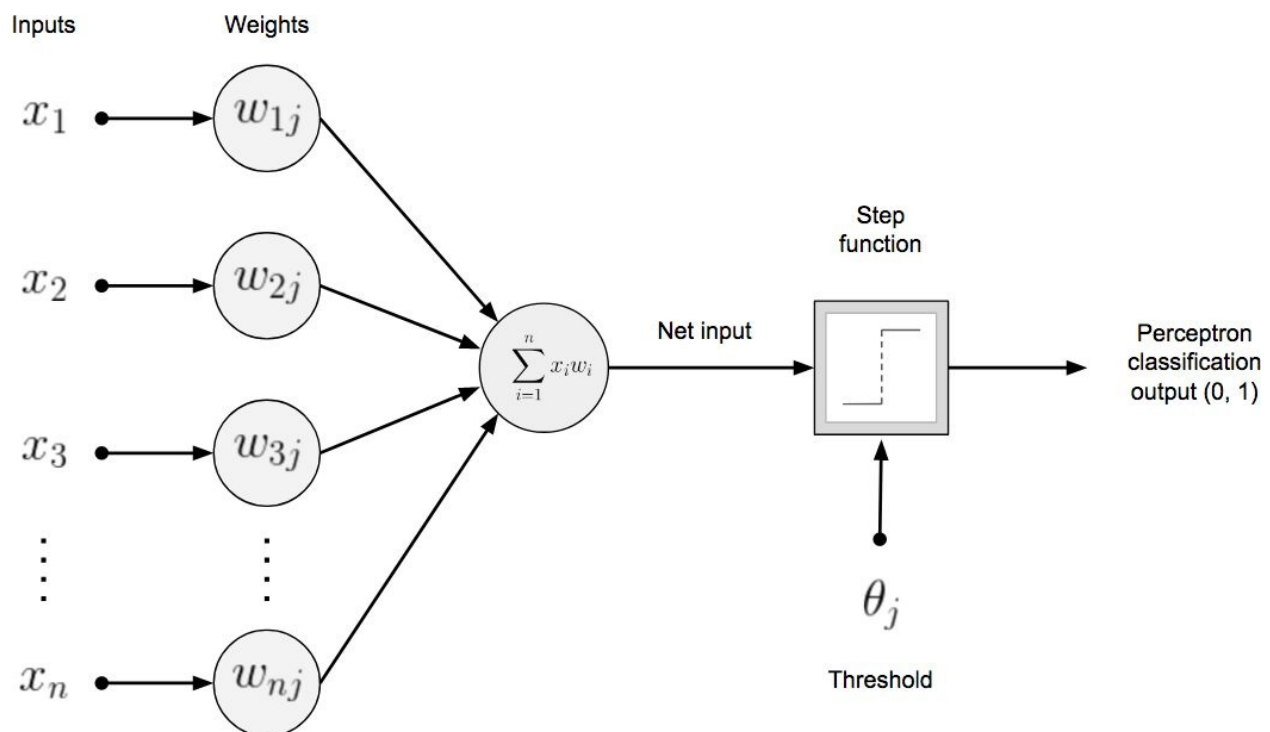 Inputs
Weights
x₁
w₁ⱼ
x₂
w₂ⱼ
x₃
w₃ⱼ
xₙ
wₙⱼ
n
∑ xᵢwᵢ
i=1
Net input
Step
function
θⱼ
Threshold
Perceptron
classification
output (0, 1)